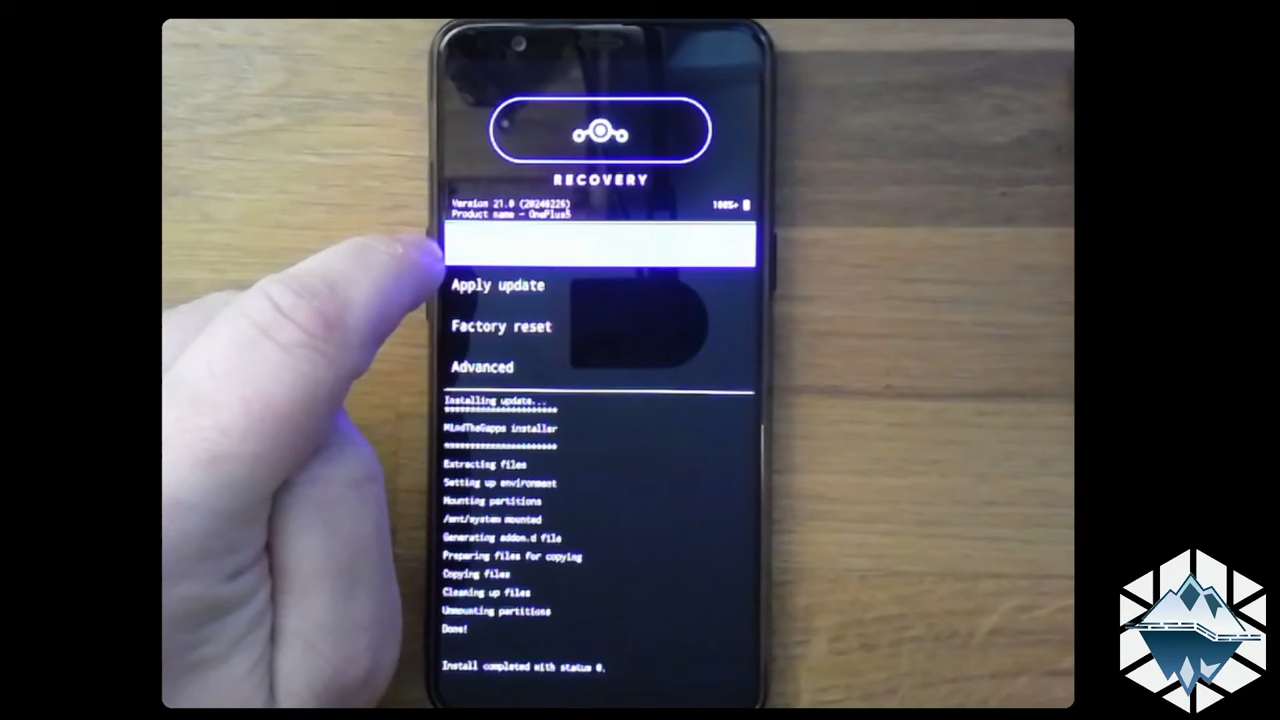 RECOVERY
Version 21.0 (20240226)
Product name - OnePlus5
100%+
Apply update
Factory reset
Advanced
Installing update...
**********************
MindTheGapps installer
**********************
Extracting files
Setting up environment
Mounting partitions
/mnt/system mounted
Generating addon.d file
Preparing files for copying
Copying files
Cleaning up files
Unmounting partitions
Done!
Install completed with status 0.